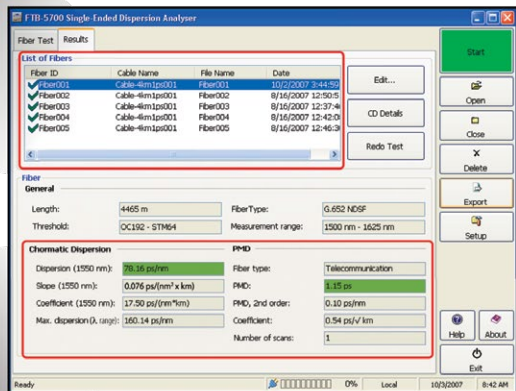 FTB-5700 Single-Ended Dispersion Analyser
Fiber Test Results
List of Fibers
Fiber ID Cable Name File Name Date
Fiber001 Cable-4km1ps001 Fiber001 10/2/2007 3:44:59
Fiber002 Cable-4km1ps001 Fiber002 8/16/2007 12:50:5
Fiber003 Cable-4km1ps001 Fiber003 8/16/2007 12:37:4
Fiber004 Cable-4km1ps001 Fiber004 8/16/2007 12:42:0
Fiber005 Cable-4km1ps001 Fiber005 8/16/2007 12:46:3
Edit...
CD Details
Redo Test
Start
Open
Close
Delete
Export
Setup
Fiber
General
Length: 4465 m FiberType: G.652 NDSF
Threshold: OC192 - STM64 Measurement range: 1500 nm - 1625 nm
Chormatic Dispersion PMD
Dispersion (1550 nm): 78.16 ps/nm Fiber type: Telecommunication
Slope (1550 nm): 0.076 ps/(nm² x km) PMD: 1.15 ps
Coefficient (1550 nm): 17.50 ps/(nm*km) PMD, 2nd order: 0.10 ps/nm
Max. dispersion (λ range): 160.14 ps/nm Coefficient: 0.54 ps/√ km
Number of scans: 1
Help About
Exit
Ready 0% Local 10/3/2007 8:42 AM